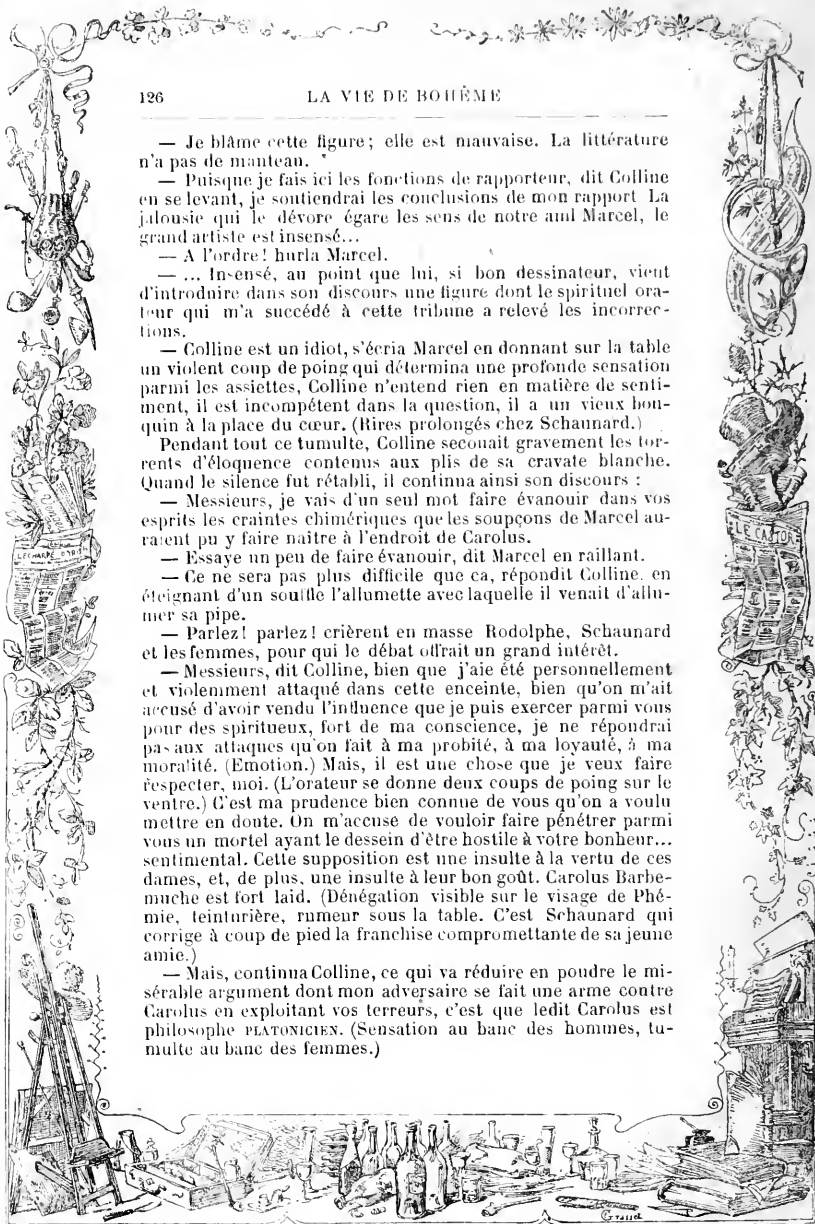 126 LA VIE DE BOHÈME
— Je blâme cette figure; elle est mauvaise. La littérature
n'a pas de manteau.
— Puisque je fais ici les fonctions de rapporteur, dit Colline
en se levant, je soutiendrai les conclusions de mon rapport La
jalousie qui le dévore égare les sens de notre ami Marcel, le
grand artiste est insensé...
— A l'ordre! hurla Marcel.
— ... Insensé, au point que lui, si bon dessinateur, vient
d'introduire dans son discours une figure dont le spirituel ora-
teur qui m'a succédé à cette tribune a relevé les incorrec-
tions.
— Colline est un idiot, s'écria Marcel en donnant sur la table
un violent coup de poing qui détermina une profonde sensation
parmi les assiettes, Colline n'entend rien en matière de senti-
ment, il est incompétent dans la question, il a un vieux bou-
quin à la place du cœur. (Rires prolongés chez Schaunard.)
Pendant tout ce tumulte, Colline secouait gravement les tor-
rents d'éloquence contenus aux plis de sa cravate blanche.
Quand le silence fut rétabli, il continua ainsi son discours :
— Messieurs, je vais d'un seul mot faire évanouir dans vos
esprits les craintes chimériques que les soupçons de Marcel au-
raient pu y faire naître à l'endroit de Carolus.
— Essaye un peu de faire évanouir, dit Marcel en raillant.
— Ce ne sera pas plus difficile que ca, répondit Colline. en
éteignant d'un souffle l'allumette avec laquelle il venait d'allu-
mer sa pipe.
— Parlez! parlez! crièrent en masse Rodolphe, Schaunard
et les femmes, pour qui le débat offrait un grand intérêt.
— Messieurs, dit Colline, bien que j'aie été personnellement
et violemment attaqué dans cette enceinte, bien qu'on m'ait
accusé d'avoir vendu l'influence que je puis exercer parmi vous
pour des spiritueux, fort de ma conscience, je ne répondrai
pas aux attaques qu'on fait à ma probité, à ma loyauté, à ma
moralité. (Emotion.) Mais, il est une chose que je veux faire
respecter, moi. (L'orateur se donne deux coups de poing sur le
ventre.) C'est ma prudence bien connue de vous qu'on a voulu
mettre en doute. On m'accuse de vouloir faire pénétrer parmi
vous un mortel ayant le dessein d'être hostile à votre bonheur...
sentimental. Cette supposition est une insulte à la vertu de ces
dames, et, de plus, une insulte à leur bon goût. Carolus Barbe-
muche est fort laid. (Dénégation visible sur le visage de Phé-
mie, teinturière, rumeur sous la table. C'est Schaunard qui
corrige à coup de pied la franchise compromettante de sa jeune
amie.)
— Mais, continua Colline, ce qui va réduire en poudre le mi-
sérable argument dont mon adversaire se fait une arme contre
Carolus en exploitant vos terreurs, c'est que ledit Carolus est
philosophe PLATONICIEN. (Sensation au banc des hommes, tu-
multe au banc des femmes.)
L'ECHARPE D'IRIS
LE CASTOR
Grasset